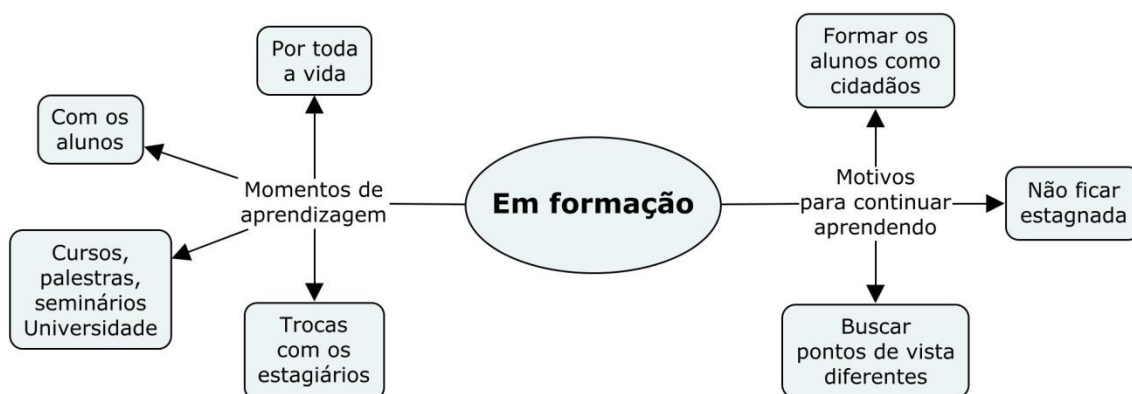 Por toda
a vida
Com os
alunos
Momentos de
aprendizagem
Cursos,
palestras,
seminários
Universidade
Trocas
com os
estagiários
Em formação
Formar os
alunos como
cidadãos
Motivos
para continuar
aprendendo
Não ficar
estagnada
Buscar
pontos de vista
diferentes